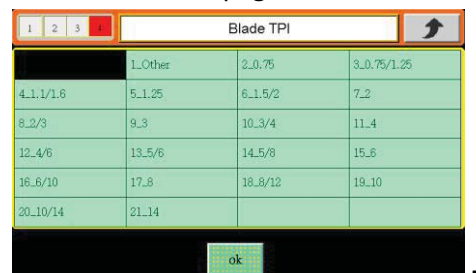 1 2 3 4 Blade TPI
1_Other 2_0.75 3_0.75/1.25
4_1.1/1.6 5_1.25 6_1.5/2 7_2
8_2/3 9_3 10_3/4 11_4
12_4/6 13_5/6 14_5/8 15_6
16_6/10 17_8 18_8/12 19_10
20_10/14 21_14
ok